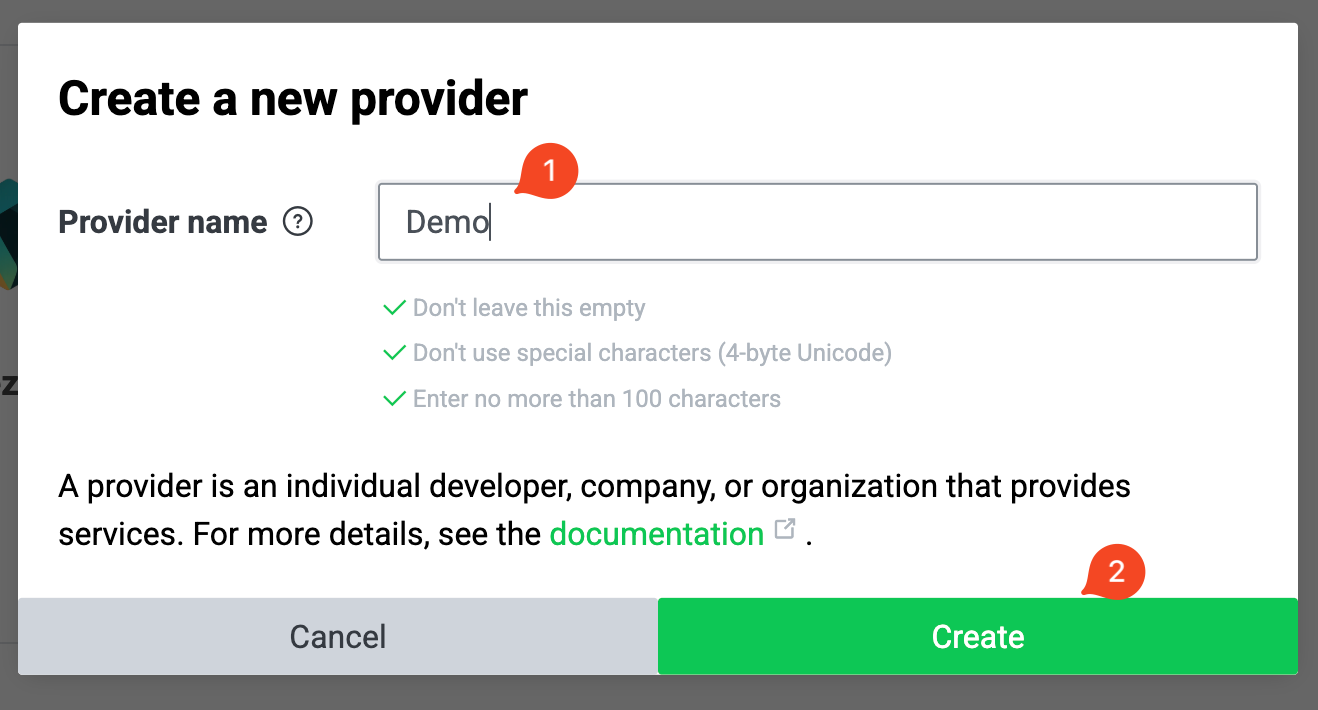 Create a new provider
1
Provider name ?
Demo
Don't leave this empty
Don't use special characters (4-byte Unicode)
Enter no more than 100 characters
z
A provider is an individual developer, company, or organization that provides
services. For more details, see the documentation .
2
Cancel
Create